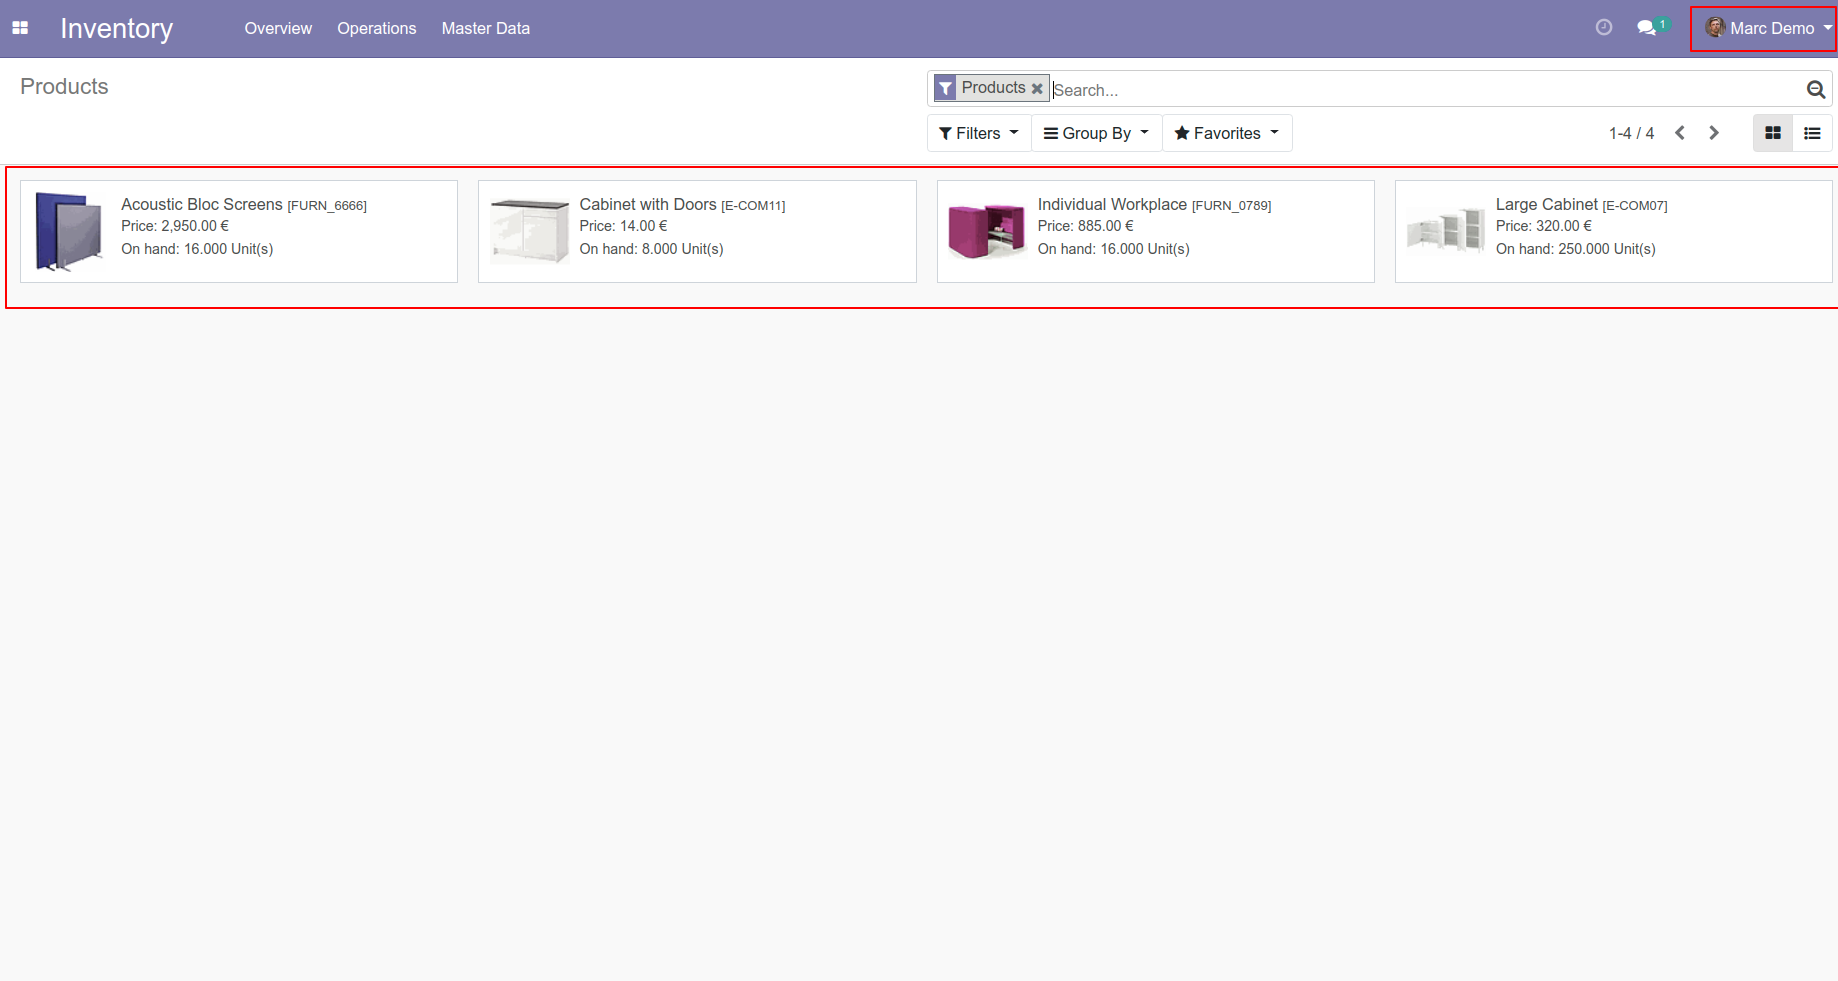 Inventory Overview Operations Master Data 1 Marc Demo
Products
Products Search...
Filters Group By Favorites 1-4 / 4
Acoustic Bloc Screens [FURN_6666]
Price: 2,950.00 €
On hand: 16.000 Unit(s)
Cabinet with Doors [E-COM11]
Price: 14.00 €
On hand: 8.000 Unit(s)
Individual Workplace [FURN_0789]
Price: 885.00 €
On hand: 16.000 Unit(s)
Large Cabinet [E-COM07]
Price: 320.00 €
On hand: 250.000 Unit(s)